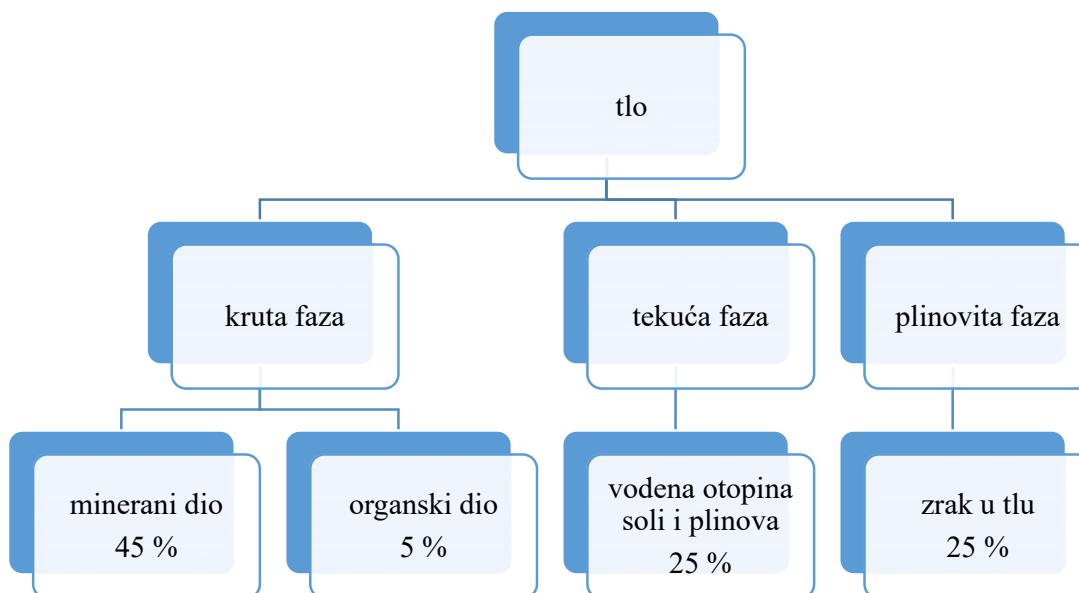 tlo
kruta faza
tekuća faza
plinovita faza
minerani dio
45 %
organski dio
5 %
vodena otopina
soli i plinova
25 %
zrak u tlu
25 %